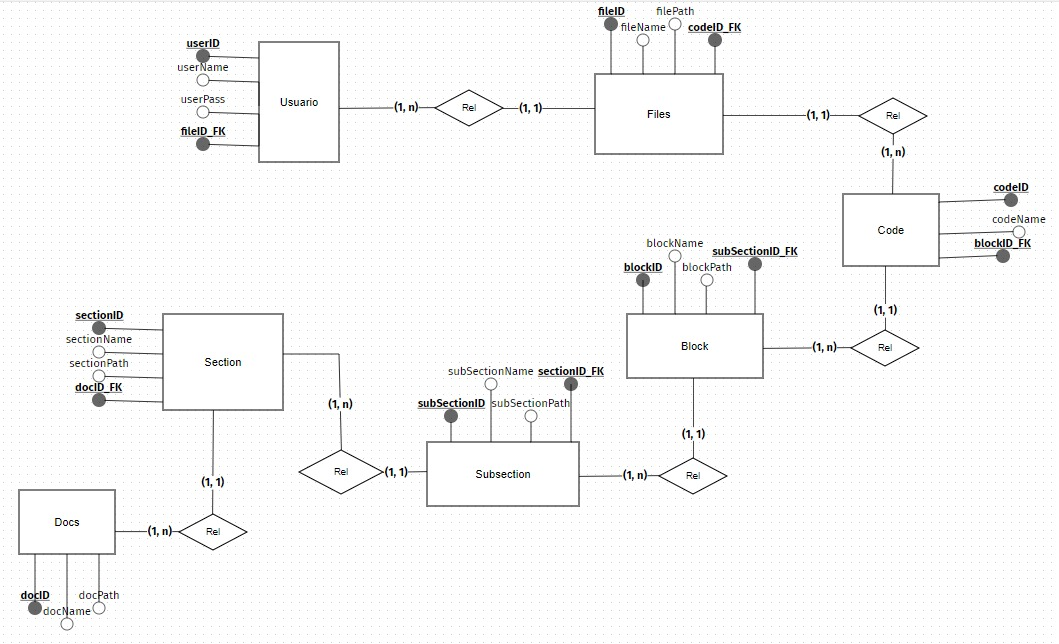 userID
userName
userPass
fileID_FK
Usuario
(1, n)
Rel
(1, 1)
fileID
fileName
filePath
codeID_FK
Files
(1, 1)
Rel
(1, n)
codeID
codeName
blockID_FK
Code
(1, 1)
Rel
(1, n)
blockID
blockName
blockPath
subSectionID_FK
Block
(1, 1)
Rel
(1, n)
subSectionID
subSectionName
subSectionPath
sectionID_FK
Subsection
(1, 1)
Rel
(1, n)
sectionID
sectionName
sectionPath
docID_FK
Section
(1, 1)
Rel
(1, n)
Docs
docID
docName
docPath